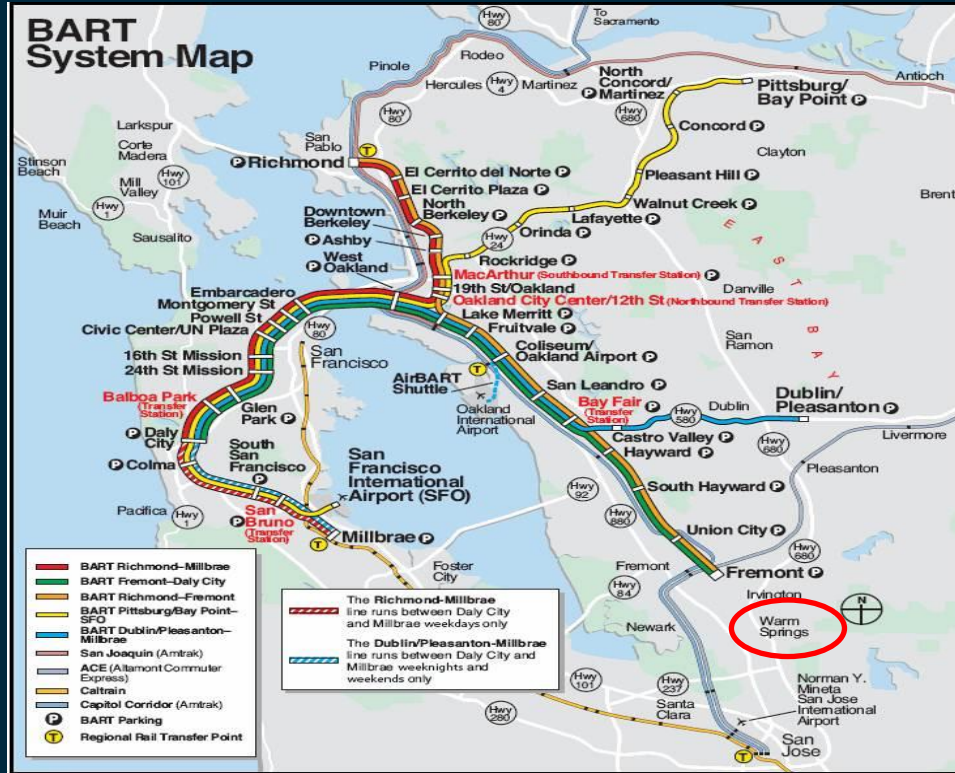 BART
System Map
Hwy
80
To
Sacramento
Rodeo
Pinole
Hercules
Hwy
4
Martinez
North
Concord/
Martinez P
Pittsburg/
Bay Point P
Antioch
Hwy
80
Hwy
680
Concord P
Clayton
Larkspur
Corte
Madera
Stinson
Beach
Hwy
101
Mill
Valley
Hwy
1
Muir
Beach
Sausalito
San
Pablo
T
P Richmond
El Cerrito del Norte P
El Cerrito Plaza P
North
Berkeley P
Downtown
Berkeley
P Ashby
West
P Oakland
Pleasant Hill P
Walnut Creek P
Lafayette P
Orinda P
Hwy
24
Rockridge P
Brent
EAST BAY
MacArthur (Southbound Transfer Station) P
19th St/Oakland
Oakland City Center/12th St (Northbound Transfer Station)
Danville
Lake Merritt P
Fruitvale P
Coliseum/
Oakland Airport P
San
Ramon
Embarcadero
Montgomery St
Powell St
Civic Center/UN Plaza
Hwy
80
San
Francisco
16th St Mission
24th St Mission
T
AirBART
Shuttle
Oakland
International
Airport
San Leandro P
Bay Fair P
(Transfer
Station)
Hwy
580
Dublin
Dublin/
Pleasanton P
Balboa Park
(Transfer
Station)
Glen
Park P
P Daly
City
P Colma
South
San
Francisco
P
San
Francisco
International
Airport (SFO)
Castro Valley P
Hayward P
Hwy
680
Livermore
Pleasanton
Pacifica
Hwy
1
San
P Bruno
(Transfer
Station)
T
Millbrae P
Hwy
92
Hwy
880
South Hayward P
Union City P
Hwy
680
Fremont P
Foster
City
Fremont
Hwy
84
Newark
Irvington
Warm
Springs
N
BART Richmond–Millbrae
BART Fremont–Daly City
BART Richmond–Fremont
BART Pittsburg/Bay Point–
SFO
BART Dublin/Pleasanton–
Millbrae
San Joaquin (Amtrak)
ACE (Altamont Commuter
Express)
Caltrain
Capitol Corridor (Amtrak)
P BART Parking
T Regional Rail Transfer Point
The Richmond-Millbrae
line runs between Daly City
and Millbrae weekdays only
The Dublin/Pleasanton-Millbrae
line runs between Daly City and
Millbrae weeknights and
weekends only
Hwy
101
Hwy
280
Hwy
237
Santa
Clara
Norman Y.
Mineta
San Jose
International
Airport
San
Jose
T